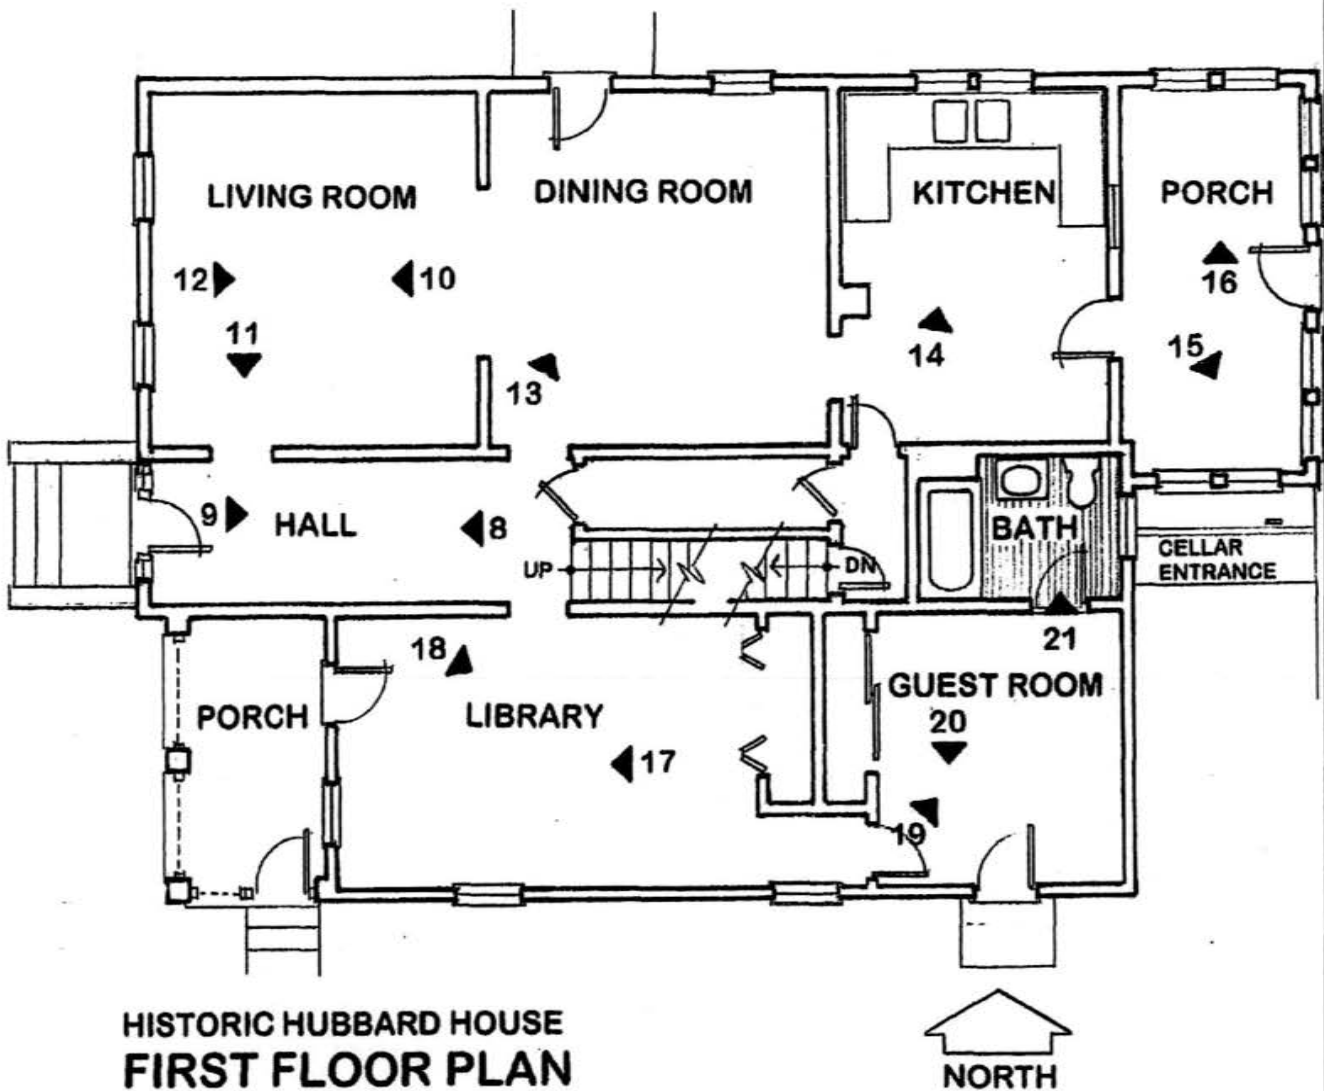 LIVING ROOM
DINING ROOM
KITCHEN
PORCH
12
10
16
11
14
15
13
9
HALL
8
BATH
UP
DN
CELLAR
ENTRANCE
18
21
PORCH
LIBRARY
GUEST ROOM
20
17
19
HISTORIC HUBBARD HOUSE
FIRST FLOOR PLAN
NORTH